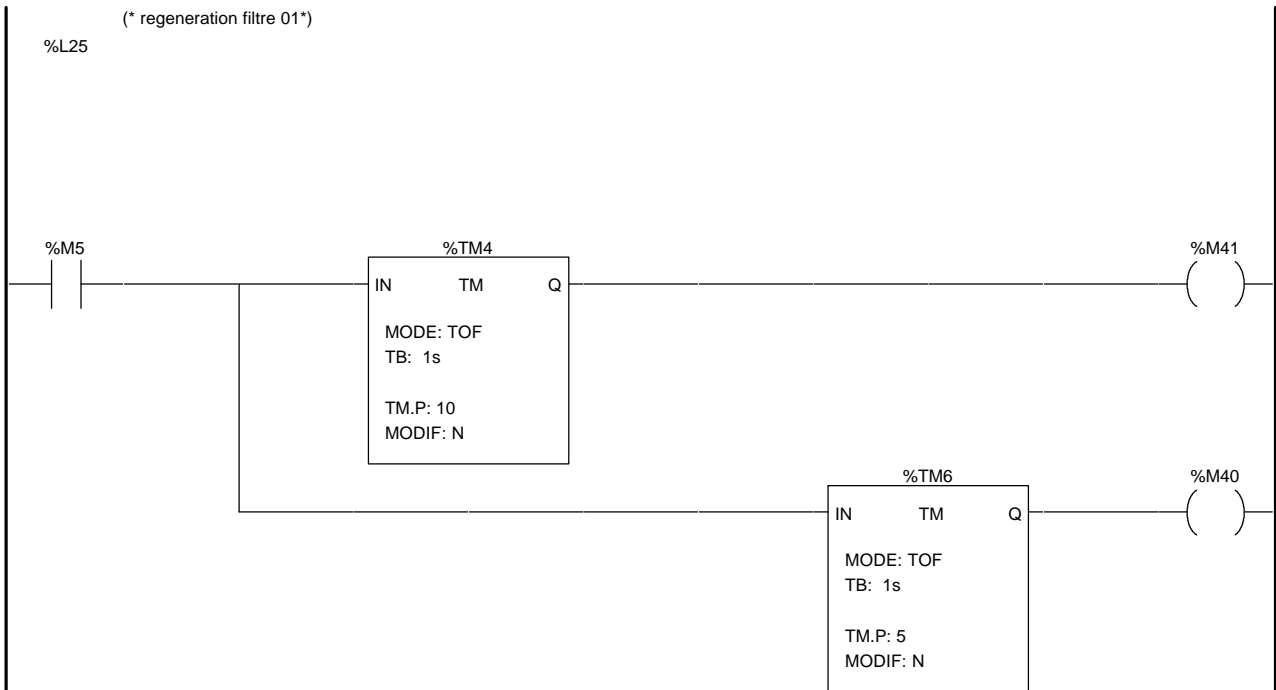 (* regeneration filtre 01*)
%L25
%M5
%TM4
%M41
IN TM Q
MODE: TOF
TB: 1s
TM.P: 10
MODIF: N
%TM6
%M40
IN TM Q
MODE: TOF
TB: 1s
TM.P: 5
MODIF: N